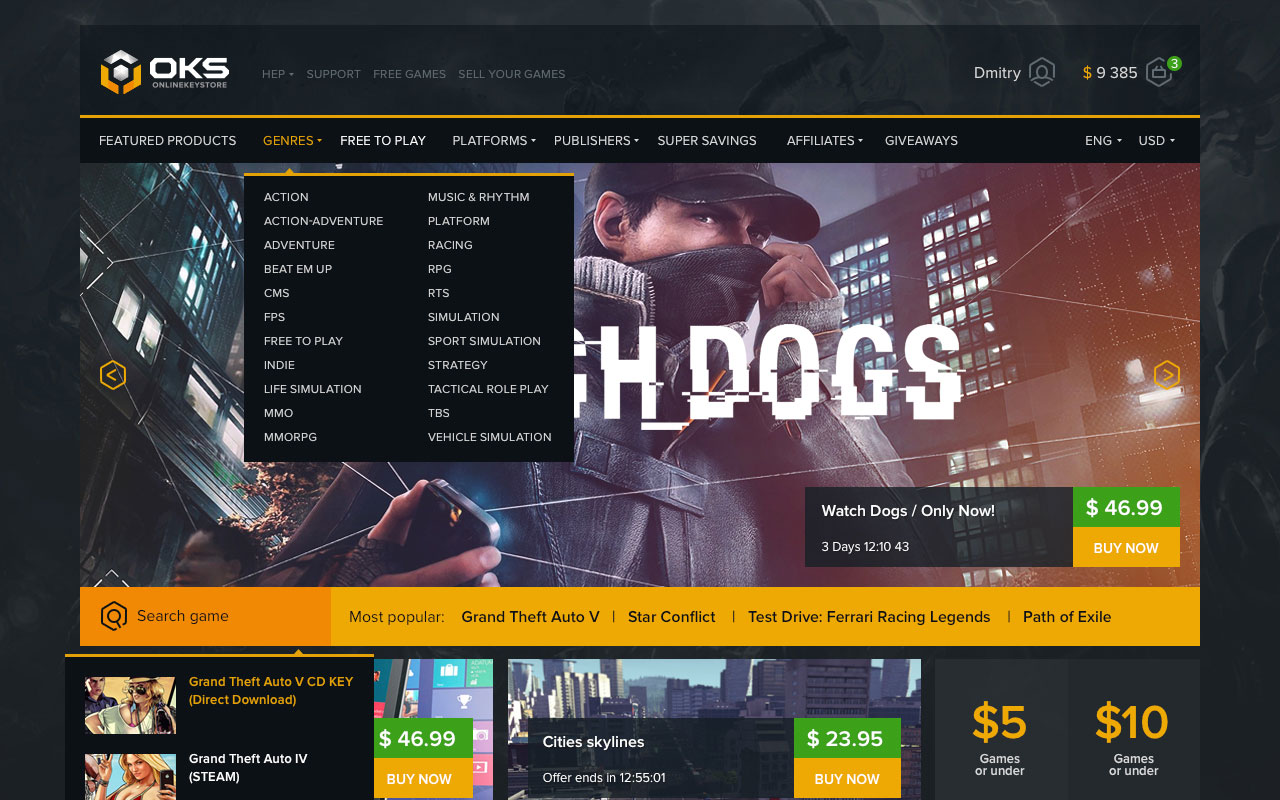 OKS
ONLINEKEYSTORE
HEP SUPPORT FREE GAMES SELL YOUR GAMES
Dmitry $ 9 385 3
FEATURED PRODUCTS GENRES FREE TO PLAY PLATFORMS PUBLISHERS SUPER SAVINGS AFFILIATES GIVEAWAYS ENG USD
ACTION
ACTION-ADVENTURE
ADVENTURE
BEAT EM UP
CMS
FPS
FREE TO PLAY
INDIE
LIFE SIMULATION
MMO
MMORPG
MUSIC & RHYTHM
PLATFORM
RACING
RPG
RTS
SIMULATION
SPORT SIMULATION
STRATEGY
TACTICAL ROLE PLAY
TBS
VEHICLE SIMULATION
H_DOGS
Watch Dogs / Only Now!
3 Days 12:10 43
$ 46.99
BUY NOW
Search game
Most popular: Grand Theft Auto V | Star Conflict | Test Drive: Ferrari Racing Legends | Path of Exile
Grand Theft Auto V CD KEY
(Direct Download)
Grand Theft Auto IV
(STEAM)
$ 46.99
BUY NOW
Cities skylines
Offer ends in 12:55:01
$ 23.95
BUY NOW
$5
Games
or under
$10
Games
or under